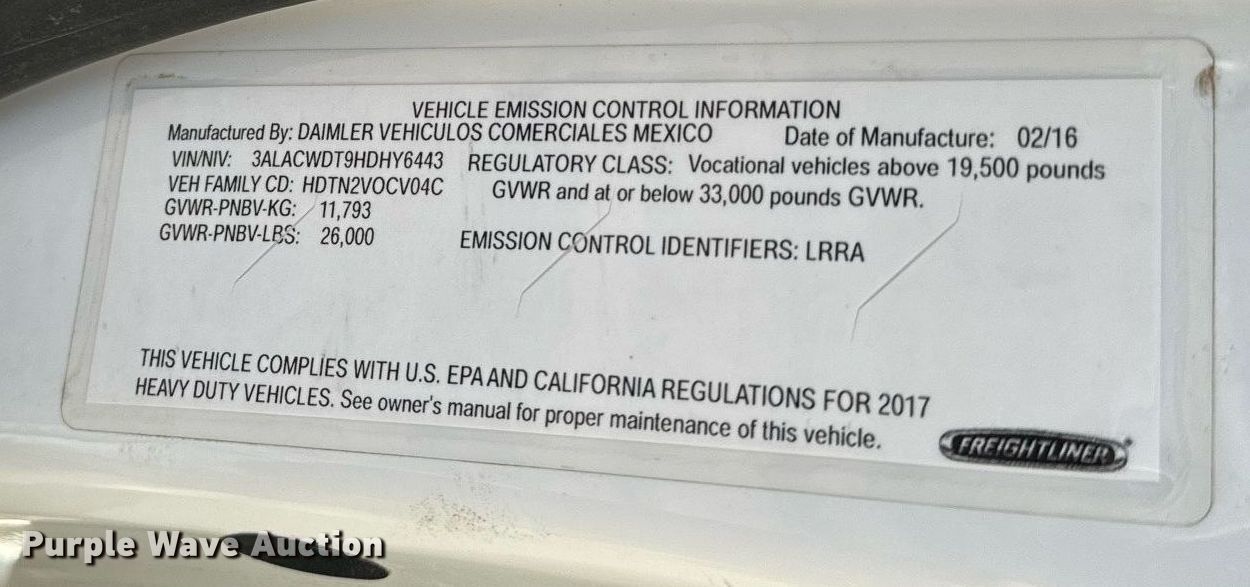 VEHICLE EMISSION CONTROL INFORMATION
Manufactured By: DAIMLER VEHICULOS COMERCIALES MEXICO Date of Manufacture: 02/16
VIN/NIV: 3ALACWDT9HDHY6443 REGULATORY CLASS: Vocational vehicles above 19,500 pounds
VEH FAMILY CD: HDTN2VOCV04C GVWR and at or below 33,000 pounds GVWR.
GVWR-PNBV-KG: 11,793
GVWR-PNBV-LBS: 26,000 EMISSION CONTROL IDENTIFIERS: LRRA
THIS VEHICLE COMPLIES WITH U.S. EPA AND CALIFORNIA REGULATIONS FOR 2017
HEAVY DUTY VEHICLES. See owner's manual for proper maintenance of this vehicle.
FREIGHTLINER
Purple Wave Auction